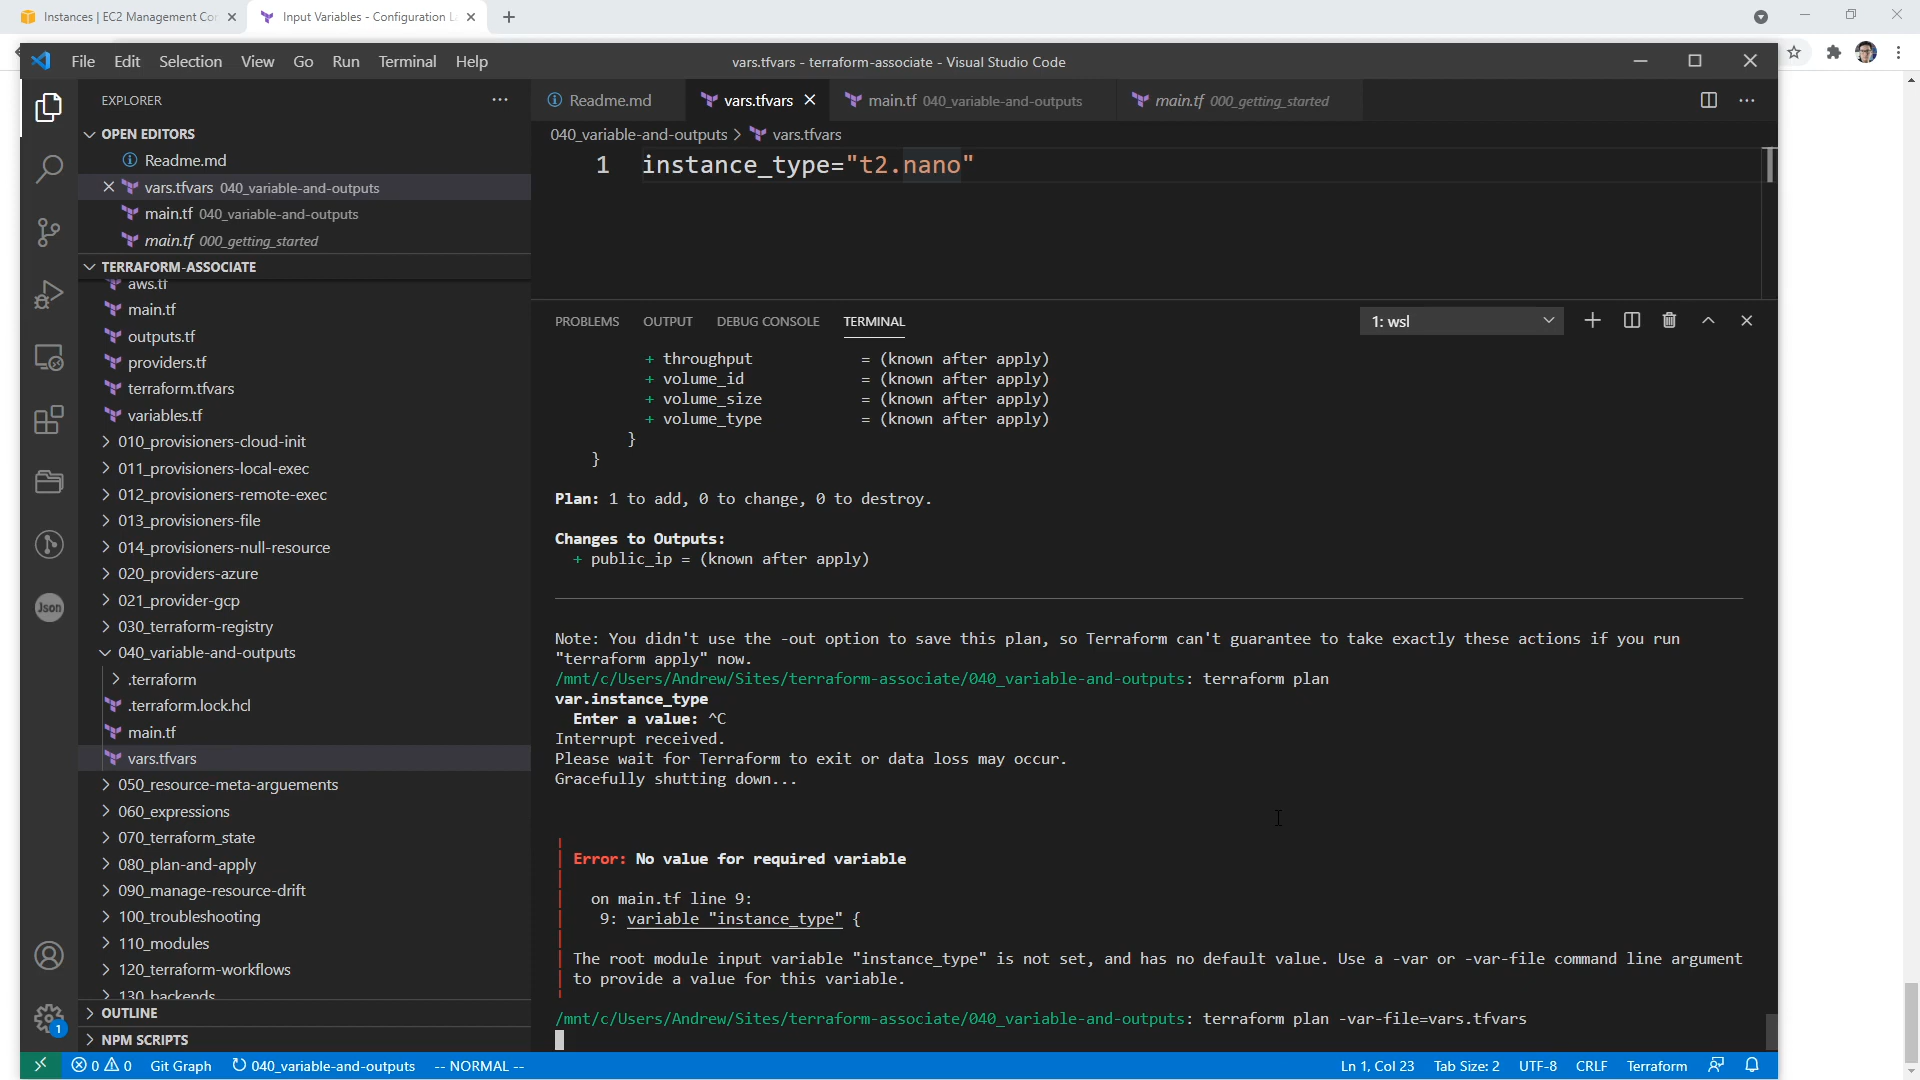 Instances | EC2 Management Con
Input Variables - Configuration La
File Edit Selection View Go Run Terminal Help
vars.tfvars - terraform-associate - Visual Studio Code
EXPLORER
Readme.md
vars.tfvars
main.tf 040_variable-and-outputs
main.tf 000_getting_started
OPEN EDITORS
Readme.md
vars.tfvars 040_variable-and-outputs
main.tf 040_variable-and-outputs
main.tf 000_getting_started
TERRAFORM-ASSOCIATE
aws.tf
main.tf
outputs.tf
providers.tf
terraform.tfvars
variables.tf
010_provisioners-cloud-init
011_provisioners-local-exec
012_provisioners-remote-exec
013_provisioners-file
014_provisioners-null-resource
020_providers-azure
021_provider-gcp
030_terraform-registry
040_variable-and-outputs
.terraform
.terraform.lock.hcl
main.tf
vars.tfvars
050_resource-meta-arguements
060_expressions
070_terraform_state
080_plan-and-apply
090_manage-resource-drift
100_troubleshooting
110_modules
120_terraform-workflows
130_backends
OUTLINE
NPM SCRIPTS
Json
1
040_variable-and-outputs > vars.tfvars
1 instance_type="t2.nano"
PROBLEMS OUTPUT DEBUG CONSOLE TERMINAL
1: wsl
+ throughput = (known after apply)
+ volume_id = (known after apply)
+ volume_size = (known after apply)
+ volume_type = (known after apply)
}
}
Plan: 1 to add, 0 to change, 0 to destroy.
Changes to Outputs:
+ public_ip = (known after apply)
Note: You didn't use the -out option to save this plan, so Terraform can't guarantee to take exactly these actions if you run
"terraform apply" now.
/mnt/c/Users/Andrew/Sites/terraform-associate/040_variable-and-outputs: terraform plan
var.instance_type
Enter a value: ^C
Interrupt received.
Please wait for Terraform to exit or data loss may occur.
Gracefully shutting down...
Error: No value for required variable
on main.tf line 9:
9: variable "instance_type" {
The root module input variable "instance_type" is not set, and has no default value. Use a -var or -var-file command line argument
to provide a value for this variable.
/mnt/c/Users/Andrew/Sites/terraform-associate/040_variable-and-outputs: terraform plan -var-file=vars.tfvars
0 0 Git Graph 040_variable-and-outputs -- NORMAL --
Ln 1, Col 23 Tab Size: 2 UTF-8 CRLF Terraform